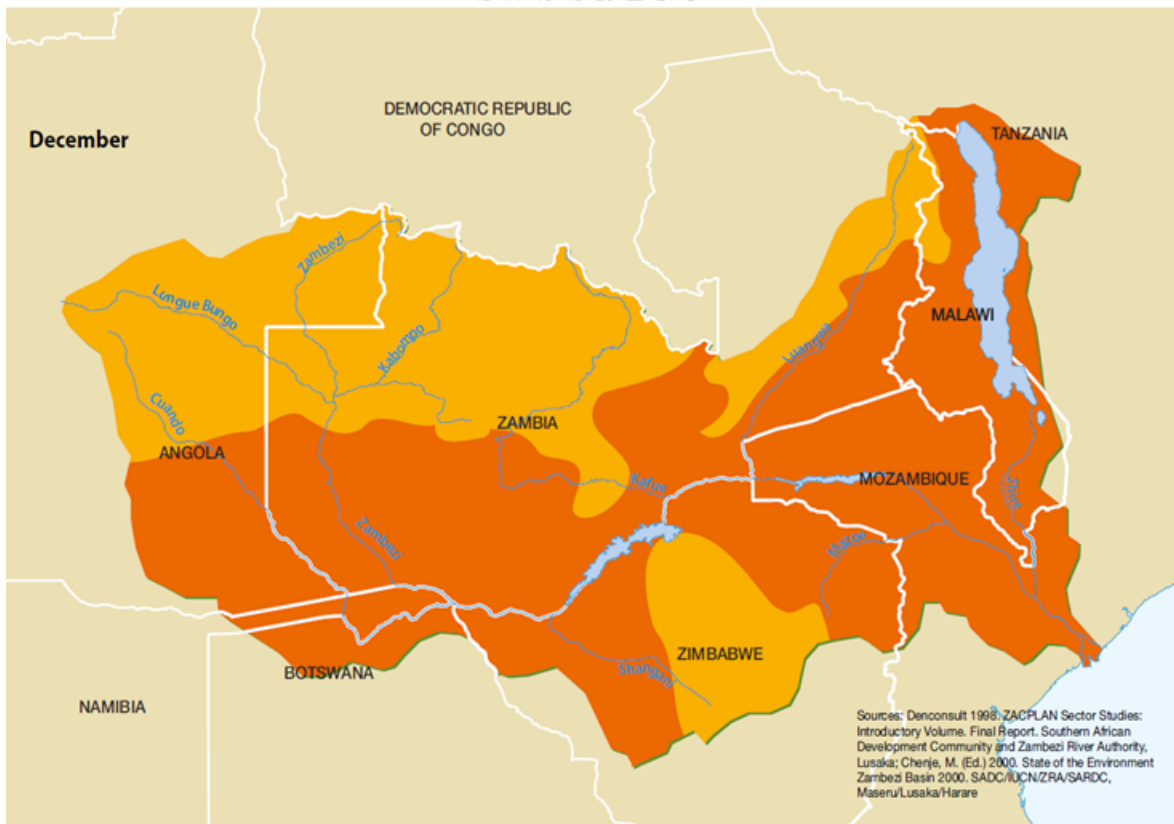 December
DEMOCRATIC REPUBLIC
OF CONGO
TANZANIA
Zambezi
Lungue Bungo
Kabompo
MALAWI
Cuando
ZAMBIA
ANGOLA
Kafue
MOZAMBIQUE
Shire
Zambezi
Mazoe
ZIMBABWE
BOTSWANA
Shangani
NAMIBIA
Sources: Denconsult 1998. ZACPLAN Sector Studies:
Introductory Volume. Final Report. Southern African
Development Community and Zambezi River Authority,
Lusaka; Chenje, M. (Ed.) 2000. State of the Environment
Zambezi Basin 2000. SADC/IUCN/ZRA/SARDC,
Maseru/Lusaka/Harare